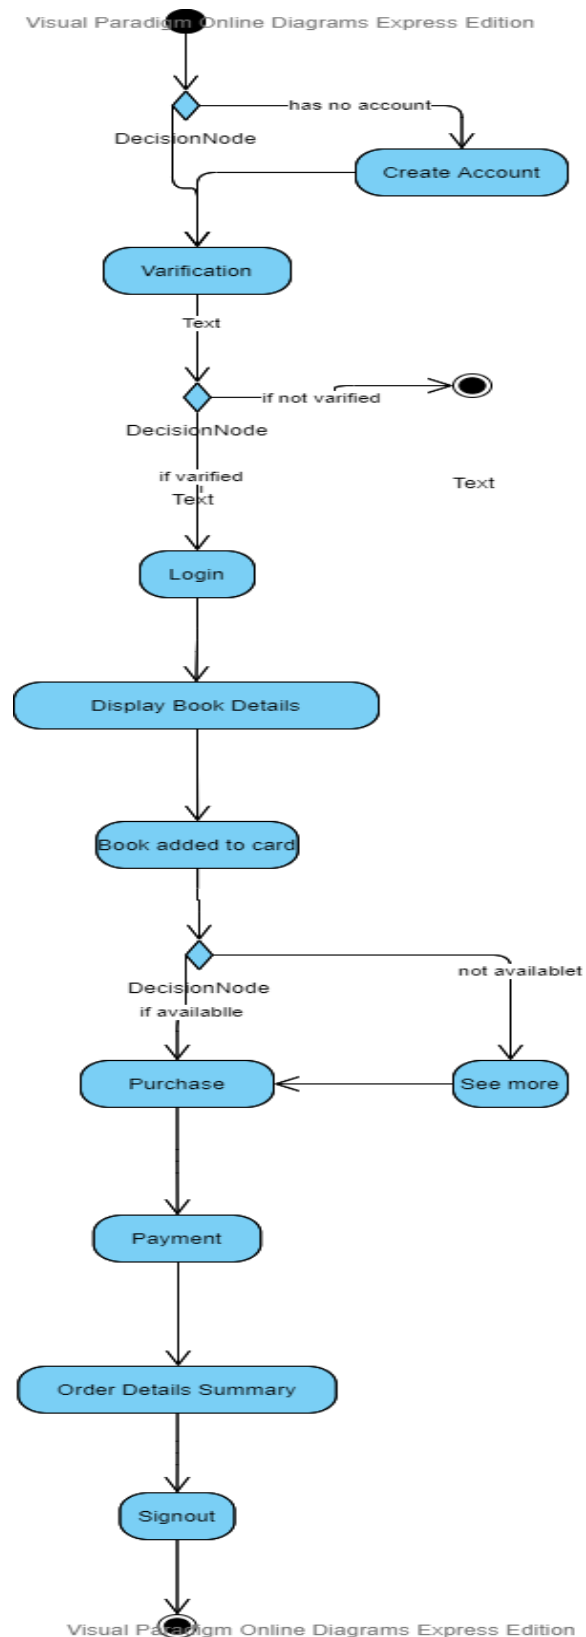 Visual Paradigm Online Diagrams Express Edition
has no account
DecisionNode
Create Account
Varification
Text
if not varified
DecisionNode
if varified
Text
Text
Login
Display Book Details
Book added to card
not availablet
DecisionNode
if availablle
Purchase
See more
Payment
Order Details Summary
Signout
Visual Paradigm Online Diagrams Express Edition